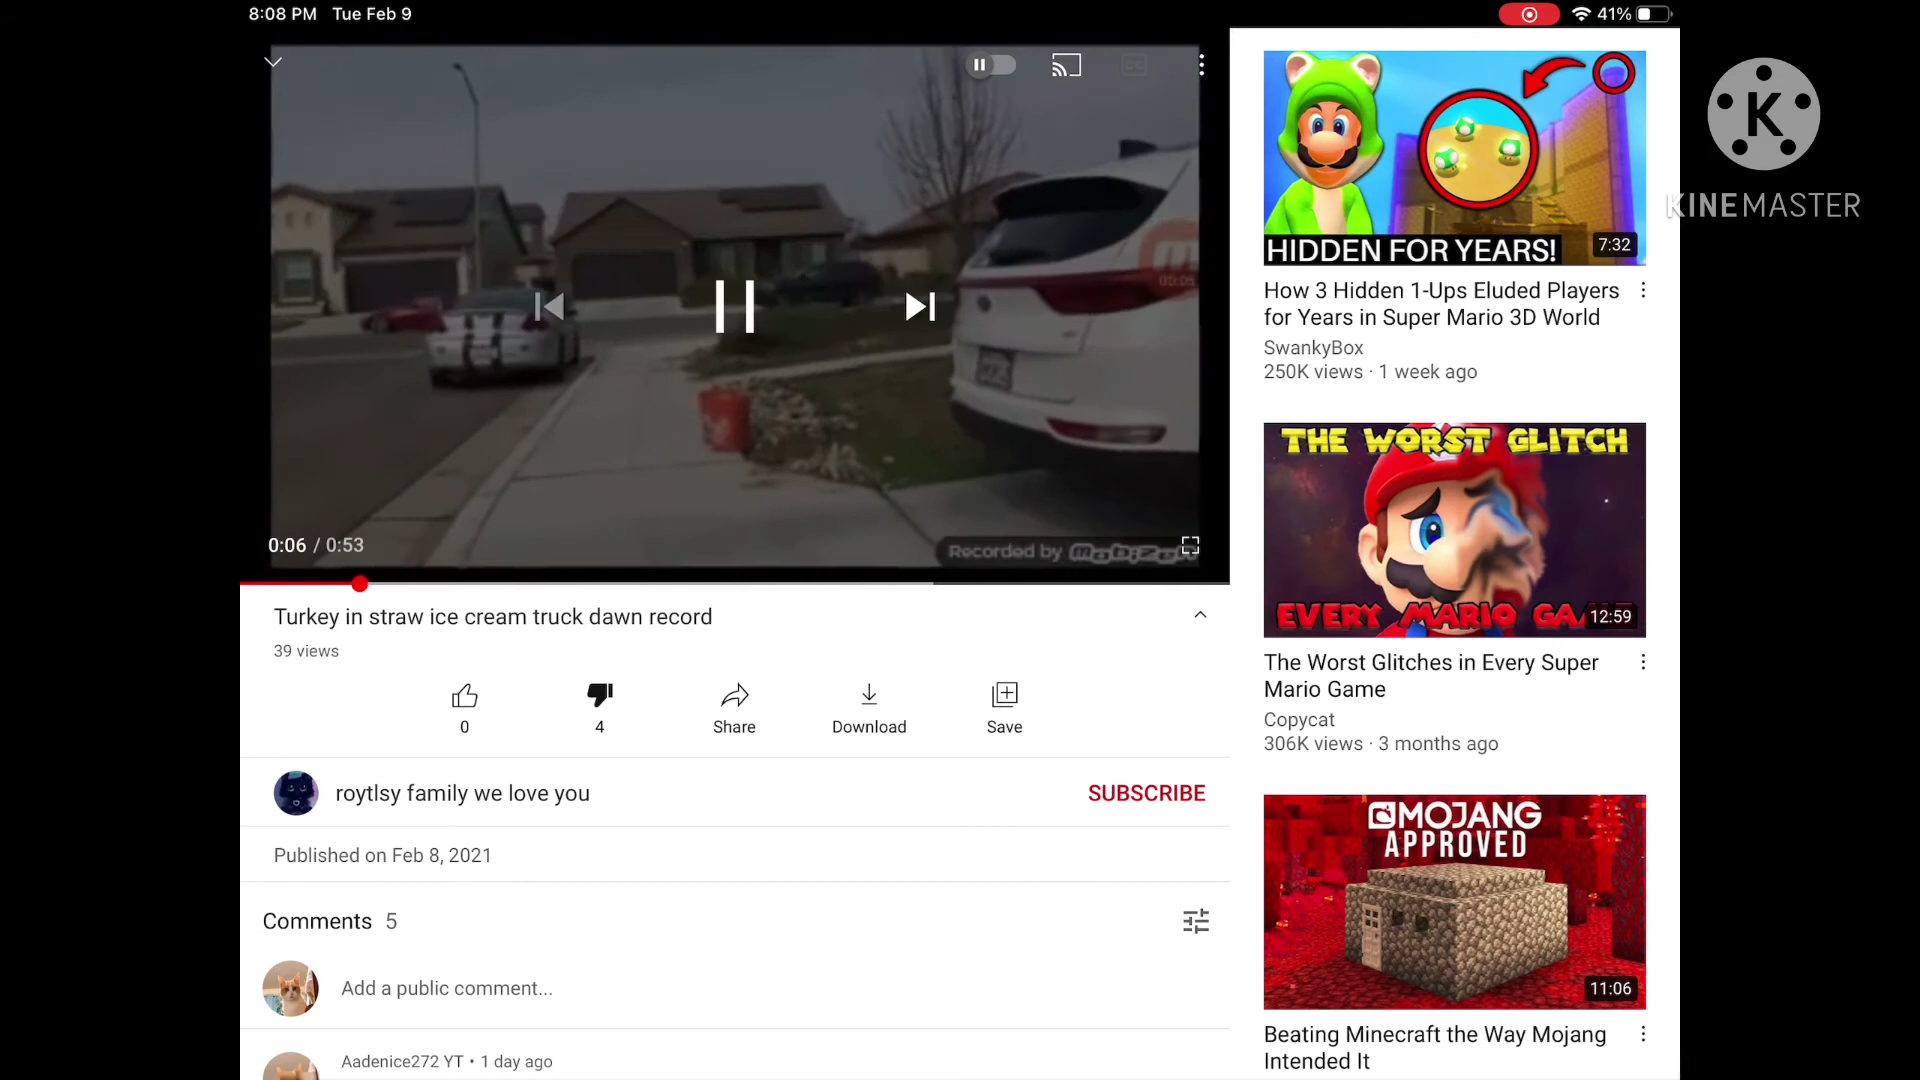 8:08 PM Tue Feb 9
41%
KINEMASTER
00:05
Recorded by Mobizen
0:06 / 0:53
Turkey in straw ice cream truck dawn record
39 views
0
4
Share
Download
Save
roytlsy family we love you
SUBSCRIBE
Published on Feb 8, 2021
Comments 5
Add a public comment...
Aadenice272 YT • 1 day ago
HIDDEN FOR YEARS!
7:32
How 3 Hidden 1-Ups Eluded Players
for Years in Super Mario 3D World
SwankyBox
250K views · 1 week ago
THE WORST GLITCH
EVERY MARIO GA
12:59
The Worst Glitches in Every Super
Mario Game
Copycat
306K views · 3 months ago
MOJANG
APPROVED
11:06
Beating Minecraft the Way Mojang
Intended It